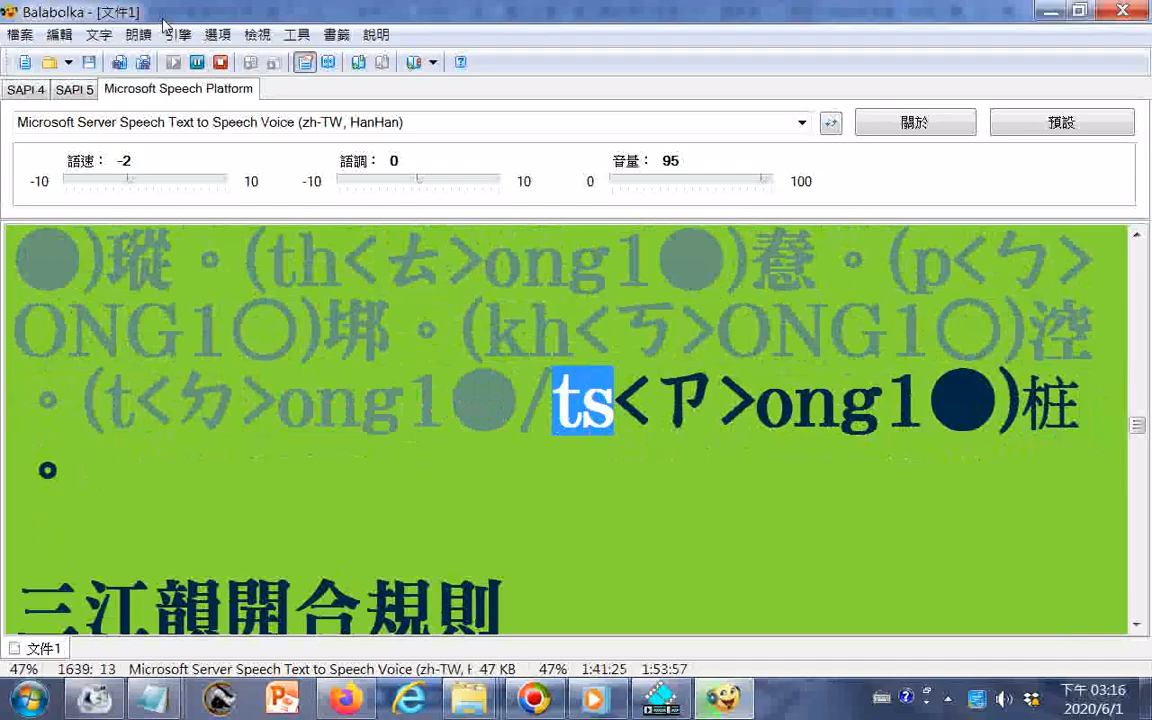 Balabolka - [文件1]
檔案 編輯 文字 朗讀 引擎 選項 檢視 工具 書籤 說明
SAPI 4 SAPI 5 Microsoft Speech Platform
Microsoft Server Speech Text to Speech Voice (zh-TW, HanHan) 關於 預設
語速： -2 語調： 0 音量： 95
-10 10 -10 10 0 100
●)瑽。(th<ㄊ>ong1●)意。(p<ㄅ>
ONG1○)垹。(kh<ㄎ>ONG1○)涳
。(t<ㄉ>ong1●/ts<ㄗ>ong1●)桩
。
三江韻開合規則
文件1
47% 1639: 13 Microsoft Server Speech Text to Speech Voice (zh-TW, H 47 KB 47% 1:41:25 1:53:57
下午 03:16
2020/6/1